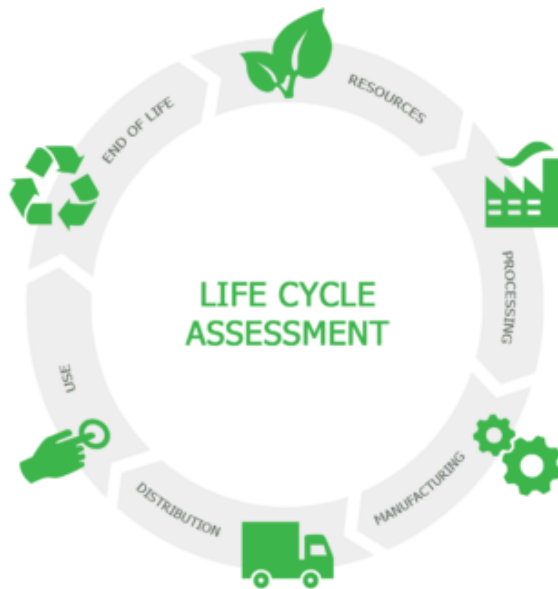 LIFE CYCLE
ASSESSMENT
RESOURCES
PROCESSING
MANUFACTURING
DISTRIBUTION
USE
END OF LIFE